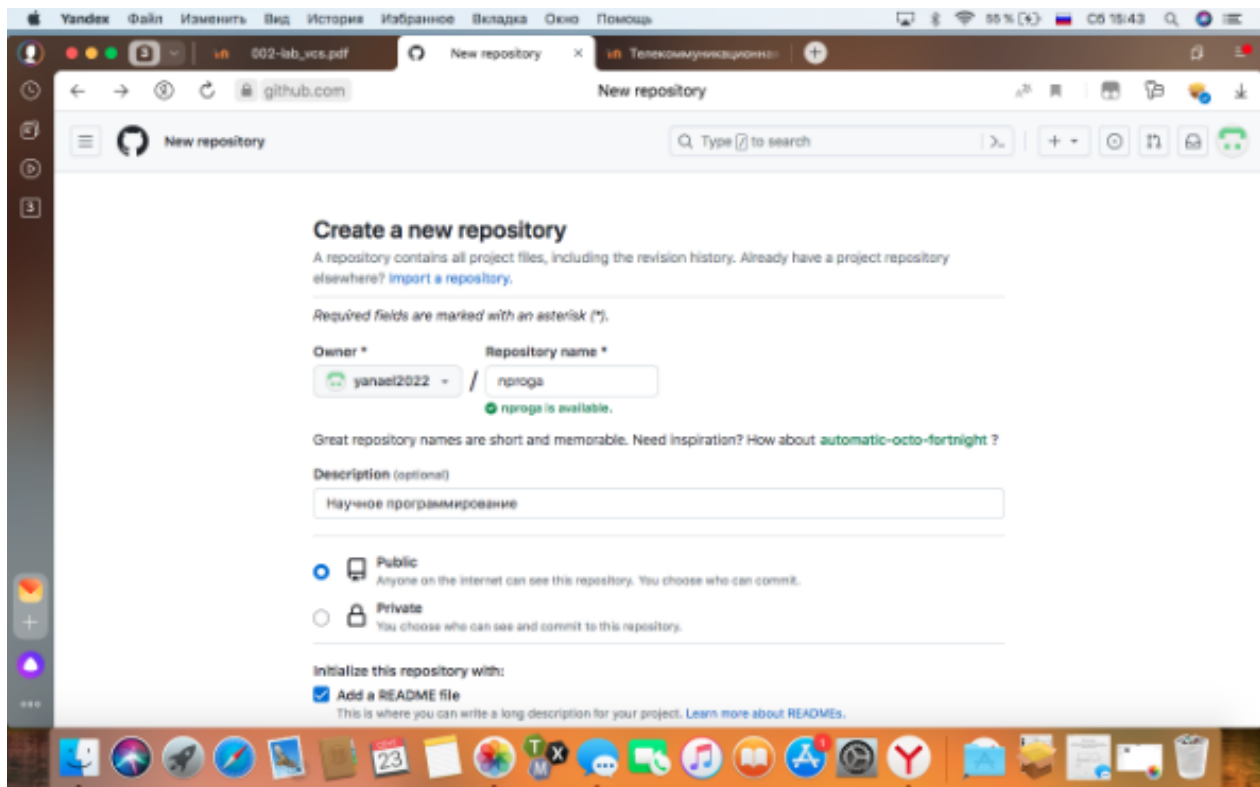 Yandex Файл Изменить Вид История Избранное Вкладка Окно Помощь 55 % Сб 15:43
3 002-lab_vcs.pdf New repository Телекоммуникационная
github.com New repository
New repository Type / to search
3
Create a new repository
A repository contains all project files, including the revision history. Already have a project repository
elsewhere? Import a repository.
Required fields are marked with an asterisk (*).
Owner * Repository name *
yanael2022 / nproga
nproga is available.
Great repository names are short and memorable. Need inspiration? How about automatic-octo-fortnight ?
Description (optional)
Научное программирование
Public
Anyone on the internet can see this repository. You choose who can commit.
Private
You choose who can see and commit to this repository.
Initialize this repository with:
Add a README file
This is where you can write a long description for your project. Learn more about READMEs.
23